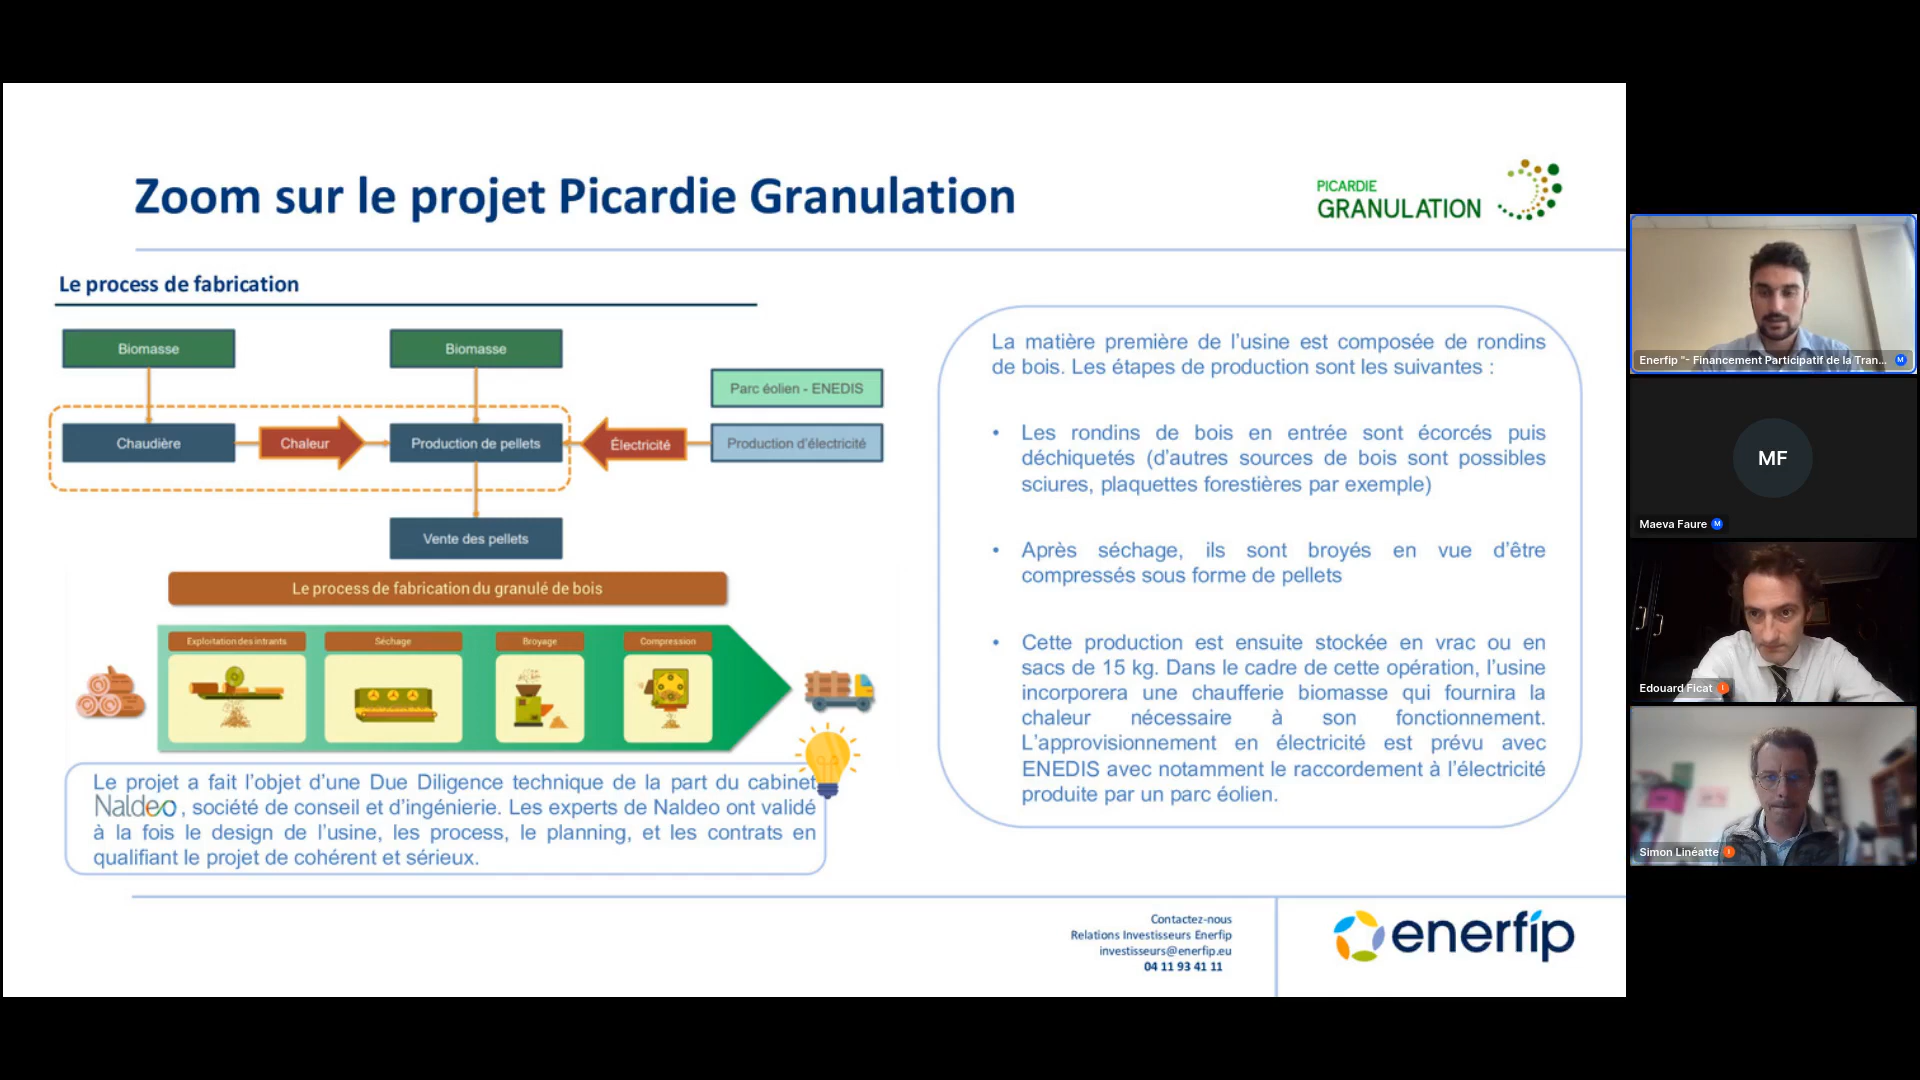 Zoom sur le projet Picardie Granulation
PICARDIE
GRANULATION
Le process de fabrication
Biomasse
Biomasse
Parc éolien - ENEDIS
Chaudière
Chaleur
Production de pellets
Électricité
Production d'électricité
Vente des pellets
Le process de fabrication du granulé de bois
Exploitation des intrants
Séchage
Broyage
Compression
Le projet a fait l'objet d'une Due Diligence technique de la part du cabinet
Naldeo, société de conseil et d'ingénierie. Les experts de Naldeo ont validé
à la fois le design de l'usine, les process, le planning, et les contrats en
qualifiant le projet de cohérent et sérieux.
La matière première de l'usine est composée de rondins
de bois. Les étapes de production sont les suivantes :
• Les rondins de bois en entrée sont écorcés puis
déchiquetés (d'autres sources de bois sont possibles
sciures, plaquettes forestières par exemple)
• Après séchage, ils sont broyés en vue d'être
compressés sous forme de pellets
• Cette production est ensuite stockée en vrac ou en
sacs de 15 kg. Dans le cadre de cette opération, l'usine
incorporera une chaufferie biomasse qui fournira la
chaleur nécessaire à son fonctionnement.
L'approvisionnement en électricité est prévu avec
ENEDIS avec notamment le raccordement à l'électricité
produite par un parc éolien.
Contactez-nous
Relations Investisseurs Enerfip
investisseurs@enerfip.eu
04 11 93 41 11
enerfip
Enerfip "- Financement Participatif de la Tran... M
MF
Maeva Faure M
Edouard Ficat I
Simon Linéatte I